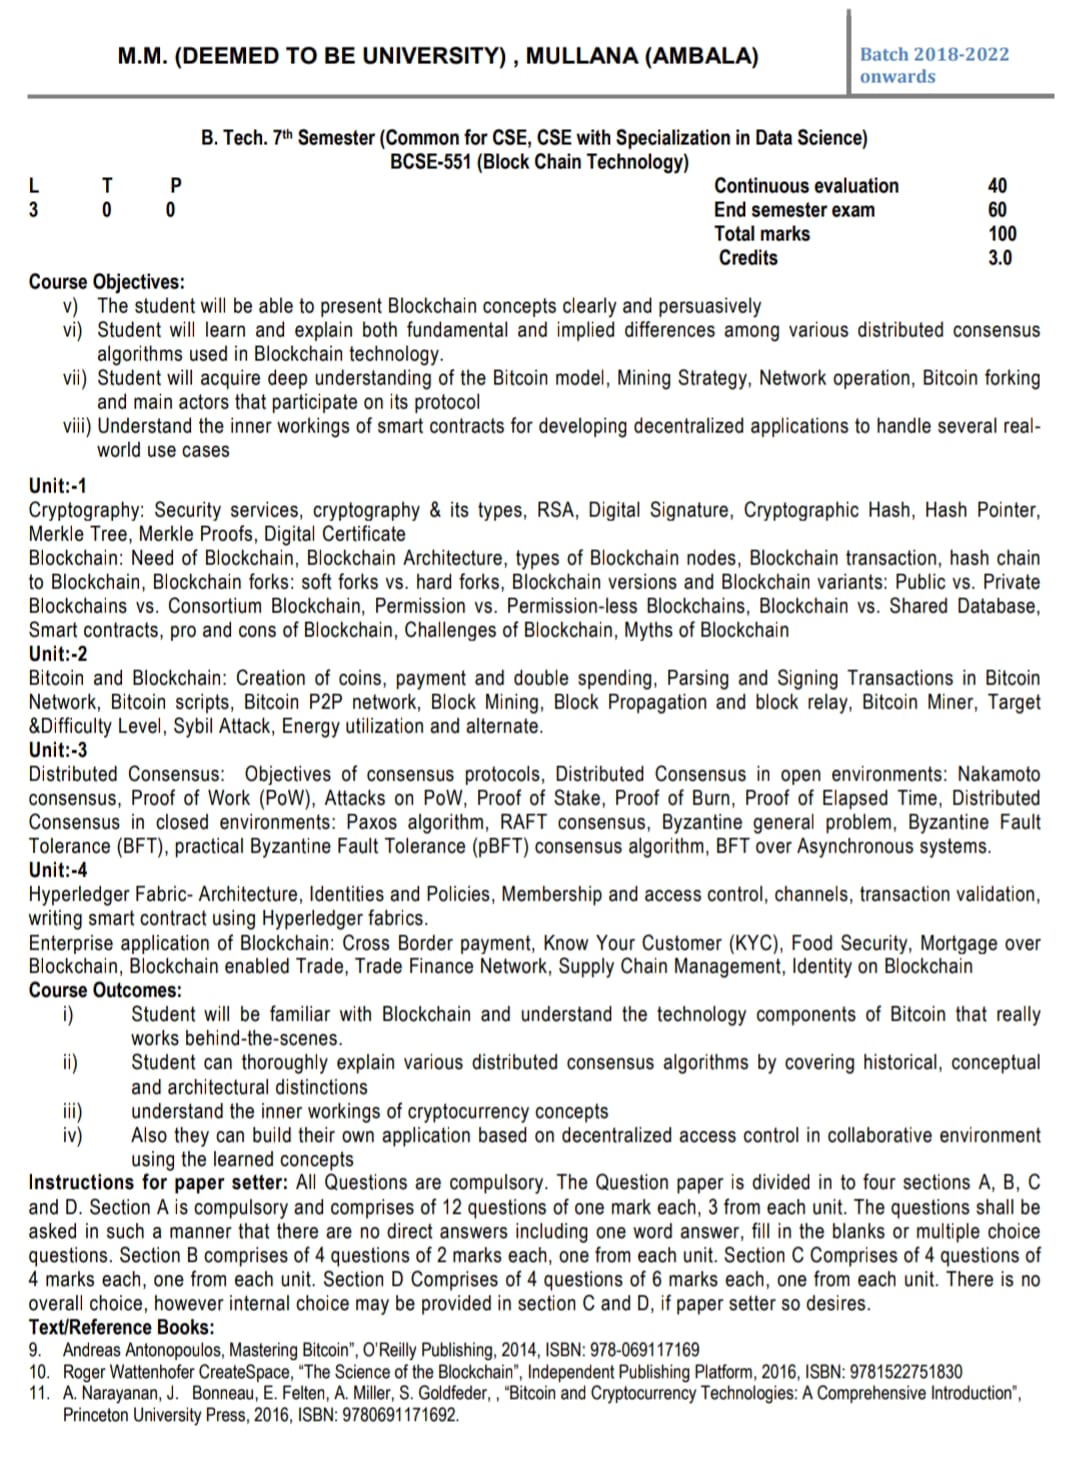 M.M. (DEEMED TO BE UNIVERSITY) , MULLANA (AMBALA)
Batch 2018-2022
onwards
B. Tech. 7th Semester (Common for CSE, CSE with Specialization in Data Science)
BCSE-551 (Block Chain Technology)
L T P Continuous evaluation 40
3 0 0 End semester exam 60
Total marks 100
Credits 3.0
Course Objectives:
v) The student will be able to present Blockchain concepts clearly and persuasively
vi) Student will learn and explain both fundamental and implied differences among various distributed consensus
algorithms used in Blockchain technology.
vii) Student will acquire deep understanding of the Bitcoin model, Mining Strategy, Network operation, Bitcoin forking
and main actors that participate on its protocol
viii) Understand the inner workings of smart contracts for developing decentralized applications to handle several real-
world use cases
Unit:-1
Cryptography: Security services, cryptography & its types, RSA, Digital Signature, Cryptographic Hash, Hash Pointer,
Merkle Tree, Merkle Proofs, Digital Certificate
Blockchain: Need of Blockchain, Blockchain Architecture, types of Blockchain nodes, Blockchain transaction, hash chain
to Blockchain, Blockchain forks: soft forks vs. hard forks, Blockchain versions and Blockchain variants: Public vs. Private
Blockchains vs. Consortium Blockchain, Permission vs. Permission-less Blockchains, Blockchain vs. Shared Database,
Smart contracts, pro and cons of Blockchain, Challenges of Blockchain, Myths of Blockchain
Unit:-2
Bitcoin and Blockchain: Creation of coins, payment and double spending, Parsing and Signing Transactions in Bitcoin
Network, Bitcoin scripts, Bitcoin P2P network, Block Mining, Block Propagation and block relay, Bitcoin Miner, Target
&Difficulty Level, Sybil Attack, Energy utilization and alternate.
Unit:-3
Distributed Consensus: Objectives of consensus protocols, Distributed Consensus in open environments: Nakamoto
consensus, Proof of Work (PoW), Attacks on PoW, Proof of Stake, Proof of Burn, Proof of Elapsed Time, Distributed
Consensus in closed environments: Paxos algorithm, RAFT consensus, Byzantine general problem, Byzantine Fault
Tolerance (BFT), practical Byzantine Fault Tolerance (pBFT) consensus algorithm, BFT over Asynchronous systems.
Unit:-4
Hyperledger Fabric- Architecture, Identities and Policies, Membership and access control, channels, transaction validation,
writing smart contract using Hyperledger fabrics.
Enterprise application of Blockchain: Cross Border payment, Know Your Customer (KYC), Food Security, Mortgage over
Blockchain, Blockchain enabled Trade, Trade Finance Network, Supply Chain Management, Identity on Blockchain
Course Outcomes:
i) Student will be familiar with Blockchain and understand the technology components of Bitcoin that really
works behind-the-scenes.
ii) Student can thoroughly explain various distributed consensus algorithms by covering historical, conceptual
and architectural distinctions
iii) understand the inner workings of cryptocurrency concepts
iv) Also they can build their own application based on decentralized access control in collaborative environment
using the learned concepts
Instructions for paper setter: All Questions are compulsory. The Question paper is divided in to four sections A, B, C
and D. Section A is compulsory and comprises of 12 questions of one mark each, 3 from each unit. The questions shall be
asked in such a manner that there are no direct answers including one word answer, fill in the blanks or multiple choice
questions. Section B comprises of 4 questions of 2 marks each, one from each unit. Section C Comprises of 4 questions of
4 marks each, one from each unit. Section D Comprises of 4 questions of 6 marks each, one from each unit. There is no
overall choice, however internal choice may be provided in section C and D, if paper setter so desires.
Text/Reference Books:
9. Andreas Antonopoulos, Mastering Bitcoin", O'Reilly Publishing, 2014, ISBN: 978-069117169
10. Roger Wattenhofer CreateSpace, "The Science of the Blockchain", Independent Publishing Platform, 2016, ISBN: 9781522751830
11. A. Narayanan, J. Bonneau, E. Felten, A. Miller, S. Goldfeder, , "Bitcoin and Cryptocurrency Technologies: A Comprehensive Introduction",
Princeton University Press, 2016, ISBN: 9780691171692.